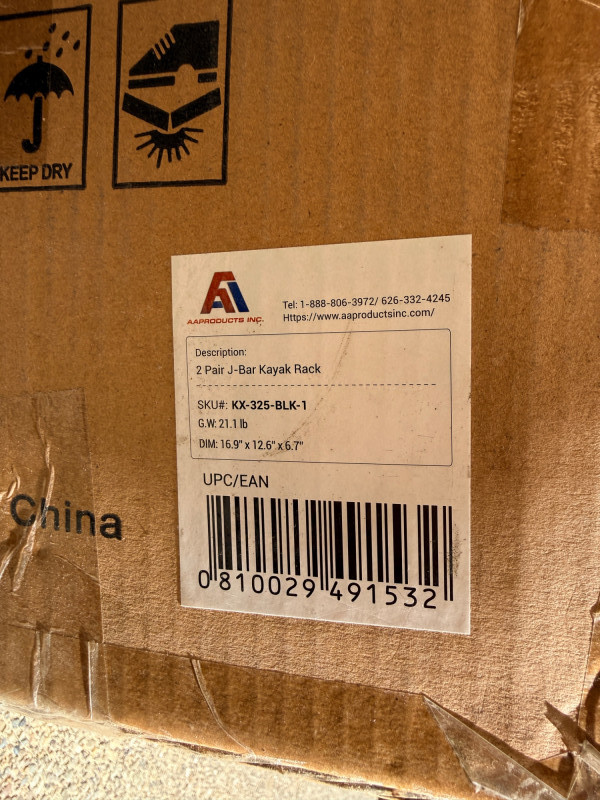 KEEP DRY
AAPRODUCTS INC.
Tel: 1-888-806-3972/ 626-332-4245
Https://www.aaproductsinc.com/
Description:
2 Pair J-Bar Kayak Rack
SKU#: KX-325-BLK-1
G.W: 21.1 lb
DIM: 16.9" x 12.6" x 6.7"
UPC/EAN
0 810029 491532
China